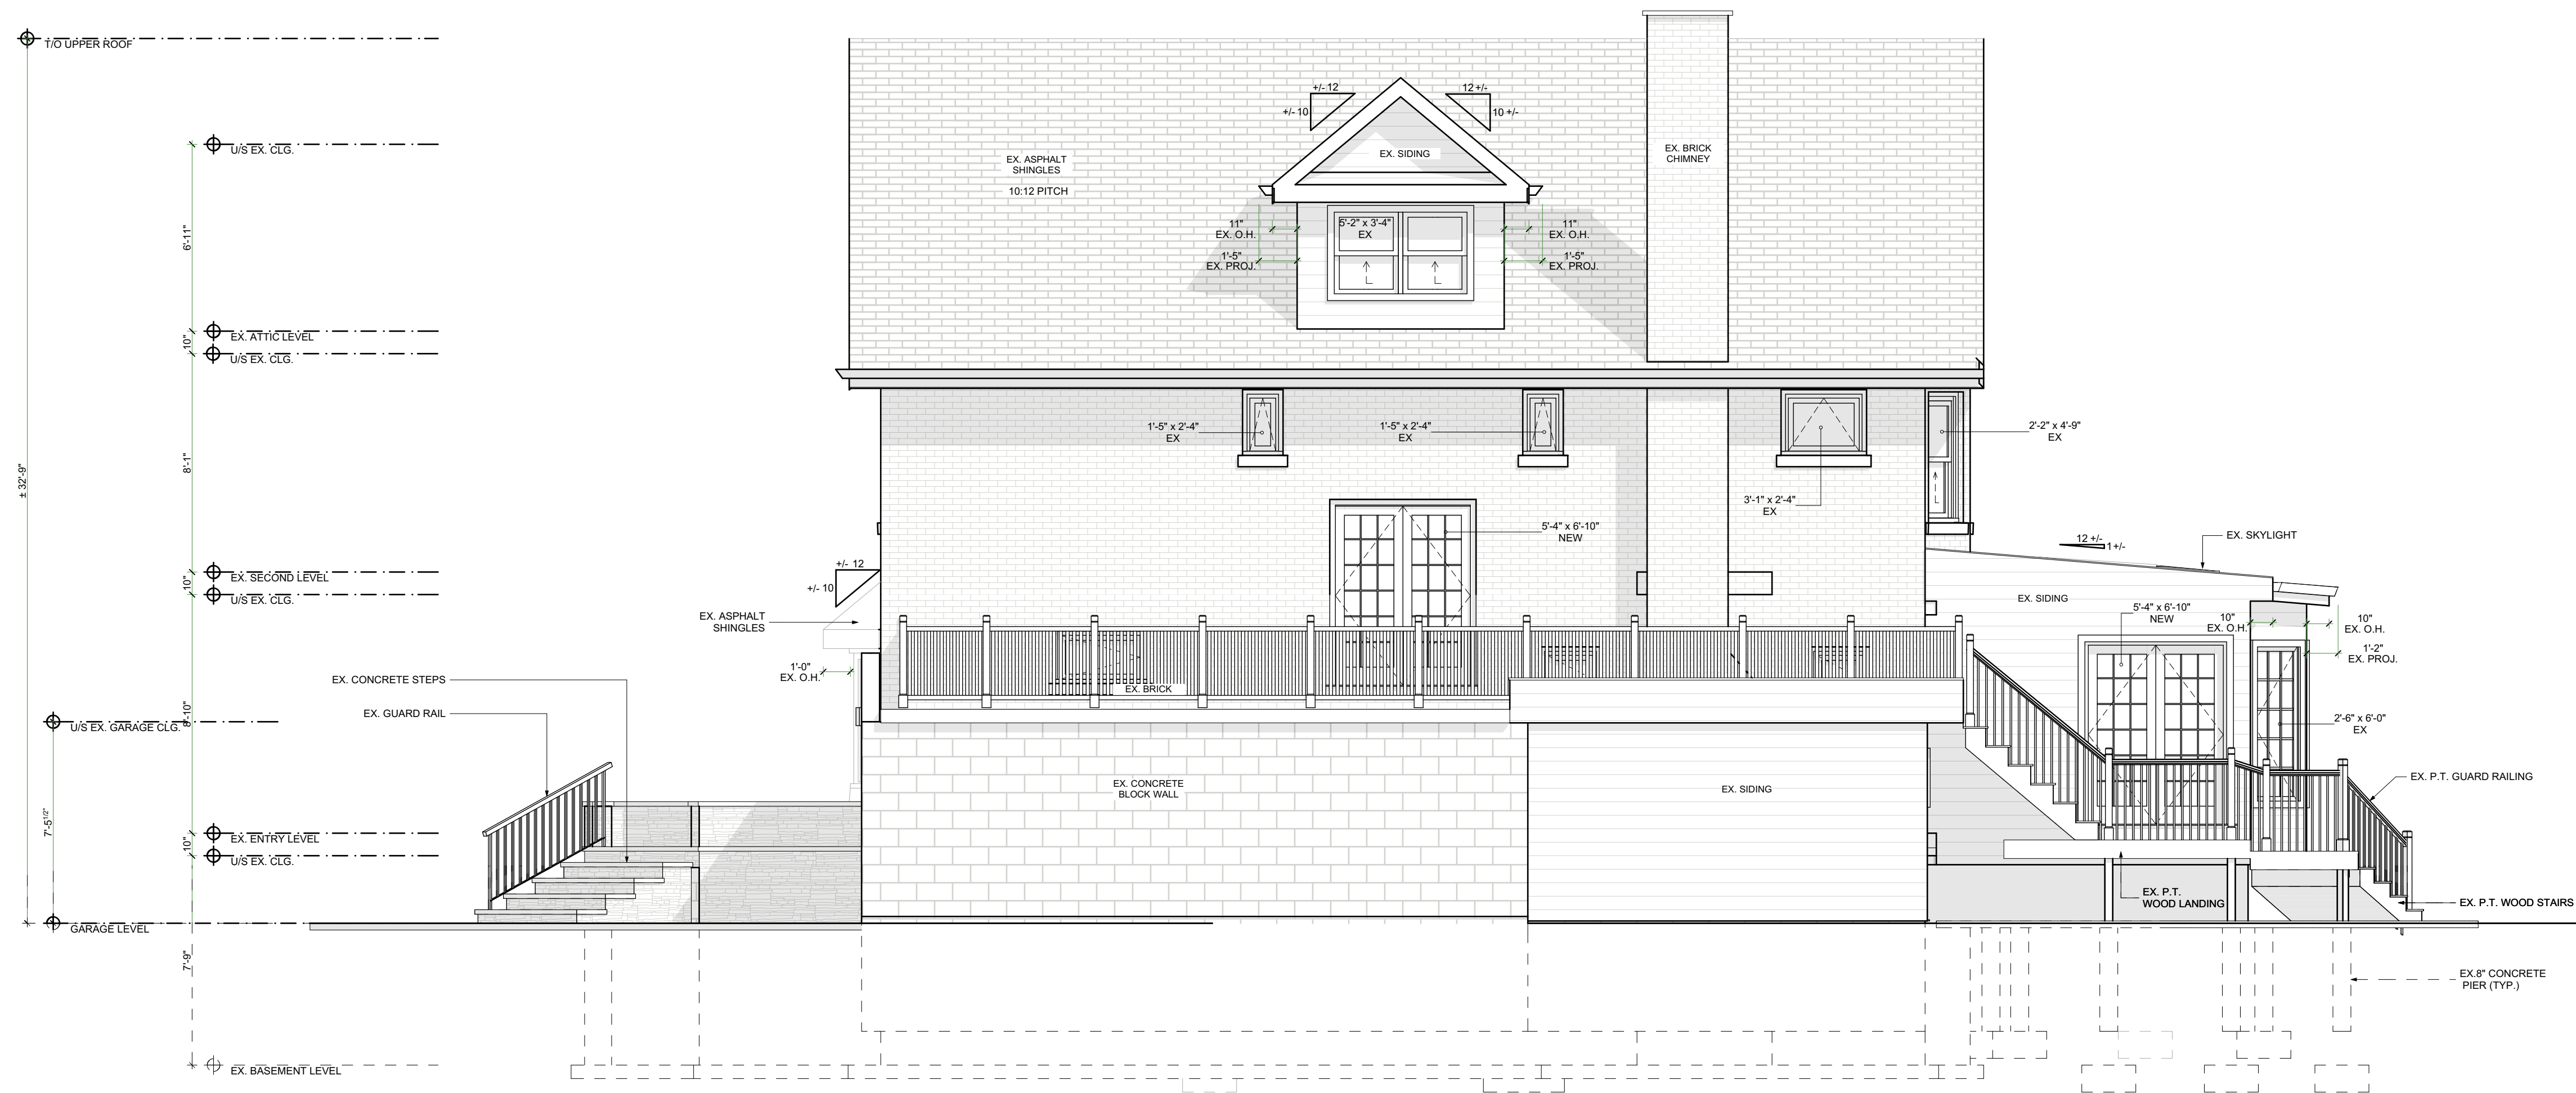 T/O UPPER ROOF
U/S EX. CLG.
6'-11"
EX. ATTIC LEVEL
10"
U/S EX. CLG.
8'-1"
± 32'-9"
EX. SECOND LEVEL
10"
U/S EX. CLG.
8'-10"
U/S EX. GARAGE CLG.
7'-5 1/2"
EX. ENTRY LEVEL
10"
U/S EX. CLG.
GARAGE LEVEL
7'-9"
EX. BASEMENT LEVEL
EX. CONCRETE STEPS
EX. GUARD RAIL
+/- 12
+/- 10
EX. ASPHALT
SHINGLES
1'-0"
EX. O.H.
EX. ASPHALT
SHINGLES
10:12 PITCH
+/- 12
+/- 10
12 +/-
10 +/-
EX. SIDING
EX. BRICK
CHIMNEY
11"
EX. O.H.
1'-5"
EX. PROJ.
5'-2" x 3'-4"
EX
11"
EX. O.H.
1'-5"
EX. PROJ.
1'-5" x 2'-4"
EX
1'-5" x 2'-4"
EX
3'-1" x 2'-4"
EX
2'-2" x 4'-9"
EX
5'-4" x 6'-10"
NEW
12 +/-
1+/-
EX. SKYLIGHT
EX. SIDING
5'-4" x 6'-10"
NEW
10"
EX. O.H.
10"
EX. O.H.
1'-2"
EX. PROJ.
2'-6" x 6'-0"
EX
EX. BRICK
EX. CONCRETE
BLOCK WALL
EX. SIDING
EX. P.T. GUARD RAILING
EX. P.T.
WOOD LANDING
EX. P.T. WOOD STAIRS
EX.8" CONCRETE
PIER (TYP.)